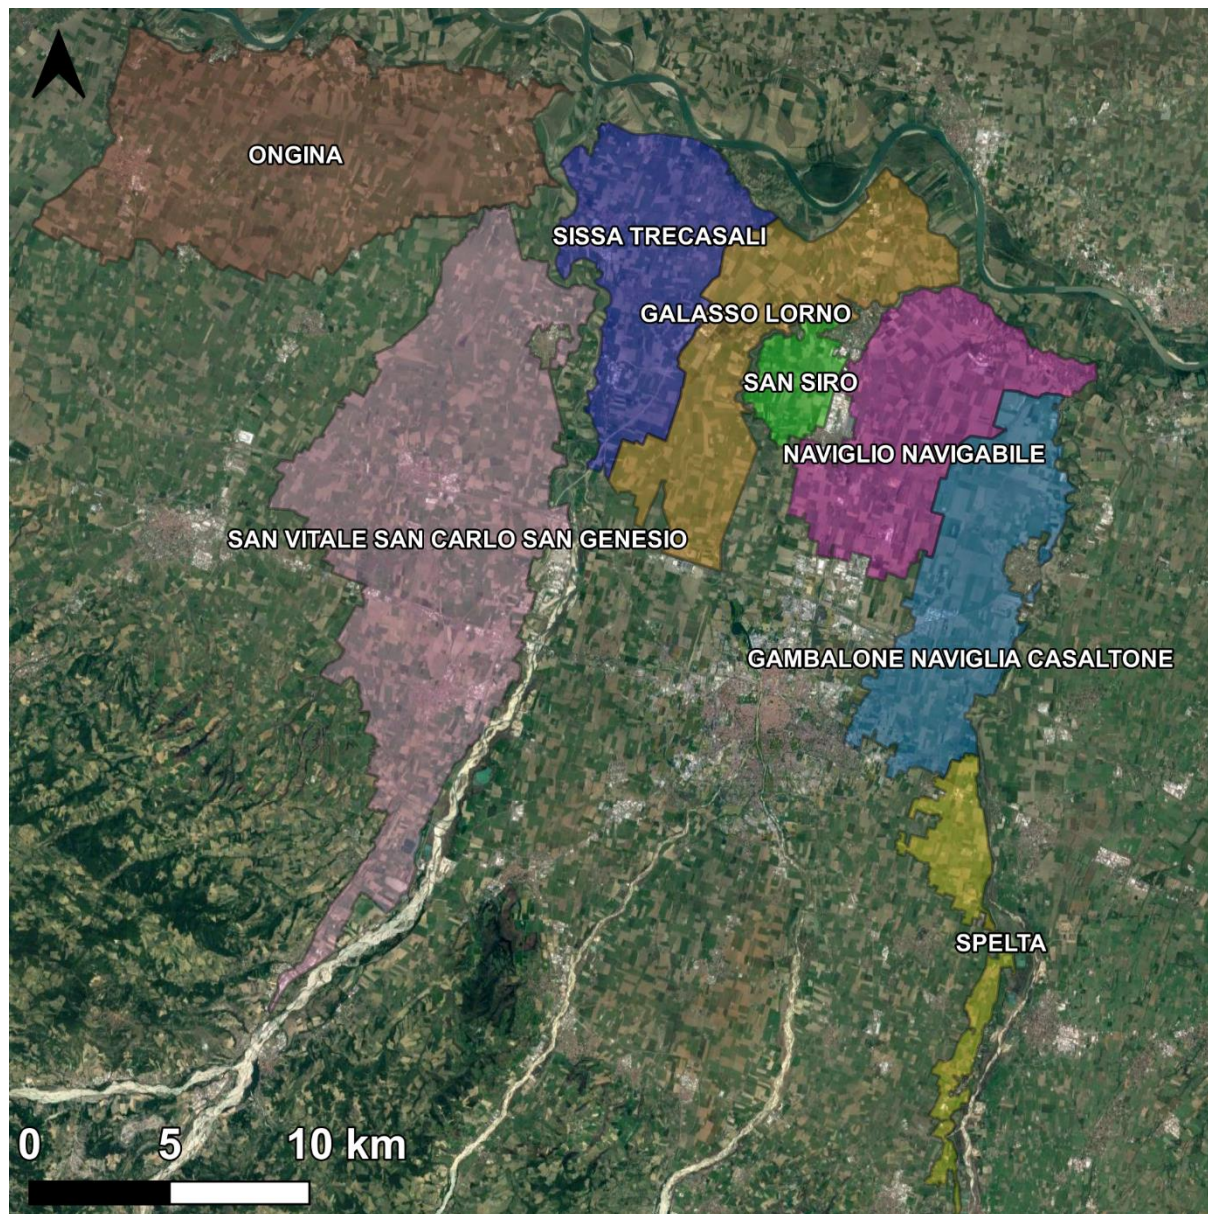 ONGINA
SISSA TRECASALI
GALASSO LORNO
SAN SIRO
NAVIGLIO NAVIGABILE
SAN VITALE SAN CARLO SAN GENESIO
GAMBALONE NAVIGLIA CASALTONE
SPELTA
0 5 10 km